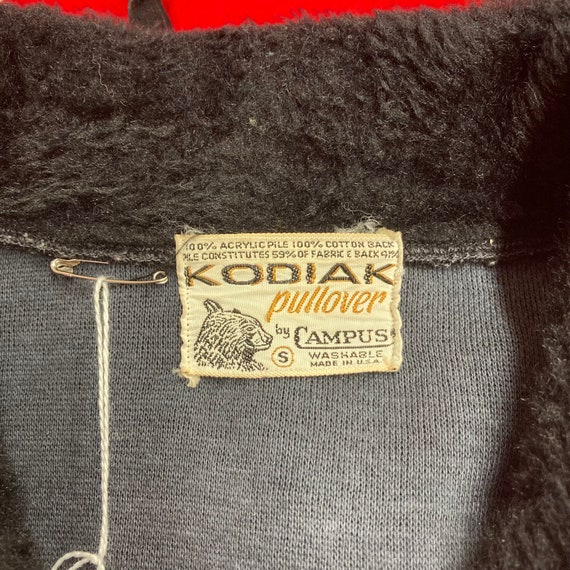 100% ACRYLIC PILE 100% COTTON BACK
PILE CONSTITUTES 59% OF FABRIC & BACK 41%
KODIAK
pullover
by CAMPUS
S
WASHABLE
MADE IN U.S.A.